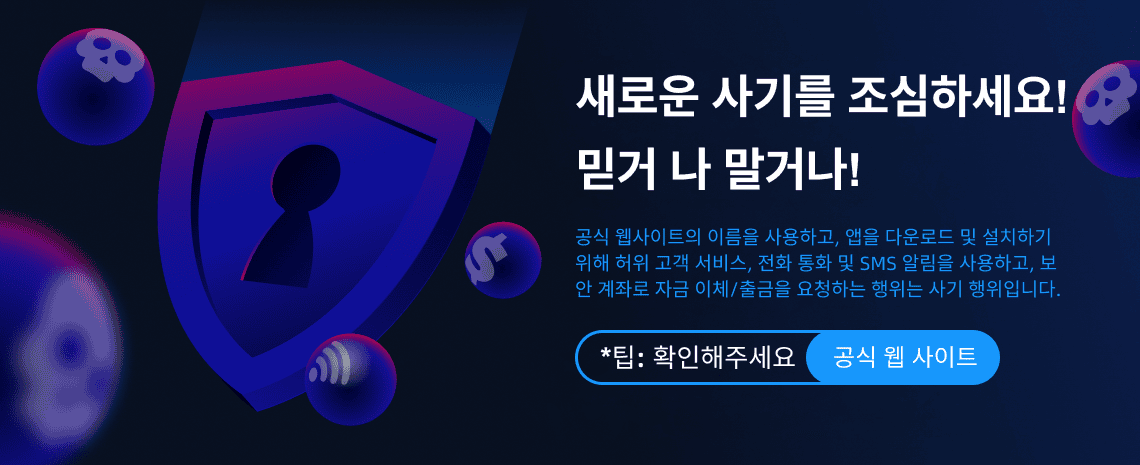 새로운 사기를 조심하세요!
믿거 나 말거나!
공식 웹사이트의 이름을 사용하고, 앱을 다운로드 및 설치하기
위해 허위 고객 서비스, 전화 통화 및 SMS 알림을 사용하고, 보
안 계좌로 자금 이체/출금을 요청하는 행위는 사기 행위입니다.
*팁: 확인해주세요 공식 웹 사이트